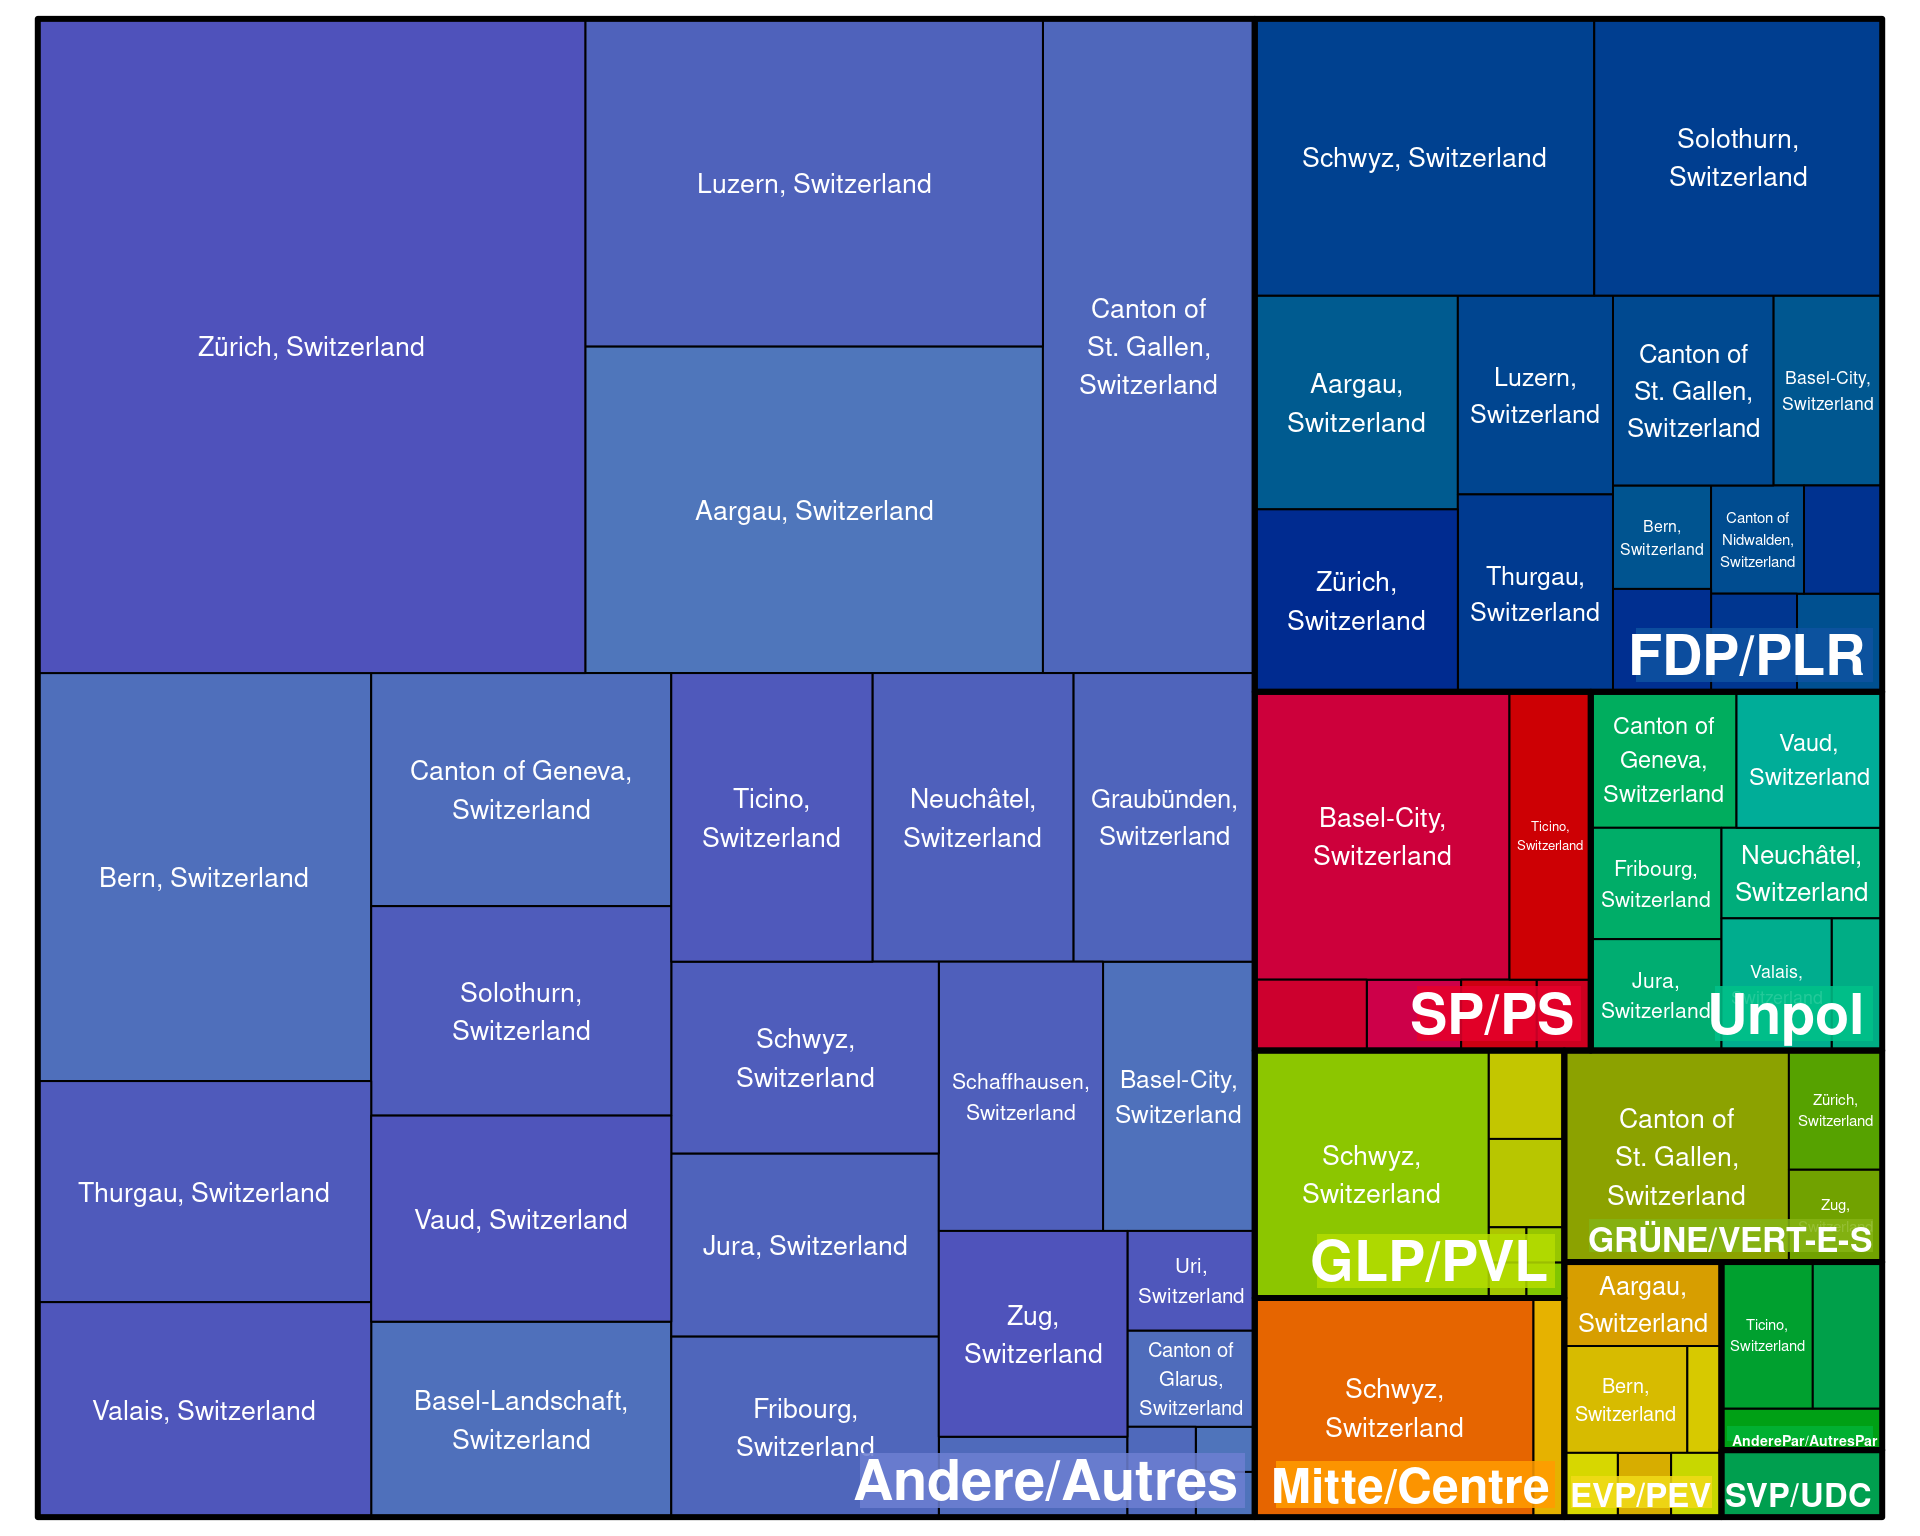 Zürich, Switzerland
Luzern, Switzerland
Aargau, Switzerland
Canton of
St. Gallen,
Switzerland
Bern, Switzerland
Thurgau, Switzerland
Valais, Switzerland
Canton of Geneva,
Switzerland
Solothurn,
Switzerland
Vaud, Switzerland
Basel-Landschaft,
Switzerland
Ticino,
Switzerland
Neuchâtel,
Switzerland
Graubünden,
Switzerland
Schwyz,
Switzerland
Jura, Switzerland
Fribourg,
Switzerland
Schaffhausen,
Switzerland
Basel-City,
Switzerland
Zug,
Switzerland
Uri,
Switzerland
Canton of
Glarus,
Switzerland
Andere/Autres
Schwyz, Switzerland
Solothurn,
Switzerland
Aargau,
Switzerland
Zürich,
Switzerland
Luzern,
Switzerland
Thurgau,
Switzerland
Canton of
St. Gallen,
Switzerland
Basel-City,
Switzerland
Bern,
Switzerland
Canton of
Nidwalden,
Switzerland
FDP/PLR
Basel-City,
Switzerland
Ticino,
Switzerland
SP/PS
Canton of
Geneva,
Switzerland
Vaud,
Switzerland
Fribourg,
Switzerland
Neuchâtel,
Switzerland
Jura,
Switzerland
Valais,
Switzerland
Unpol
Schwyz,
Switzerland
GLP/PVL
Canton of
St. Gallen,
Switzerland
Zürich,
Switzerland
Zug,
Switzerland
GRÜNE/VERT-E-S
Schwyz,
Switzerland
Mitte/Centre
Aargau,
Switzerland
Bern,
Switzerland
EVP/PEV
Ticino,
Switzerland
AnderePar/AutresPar
SVP/UDC